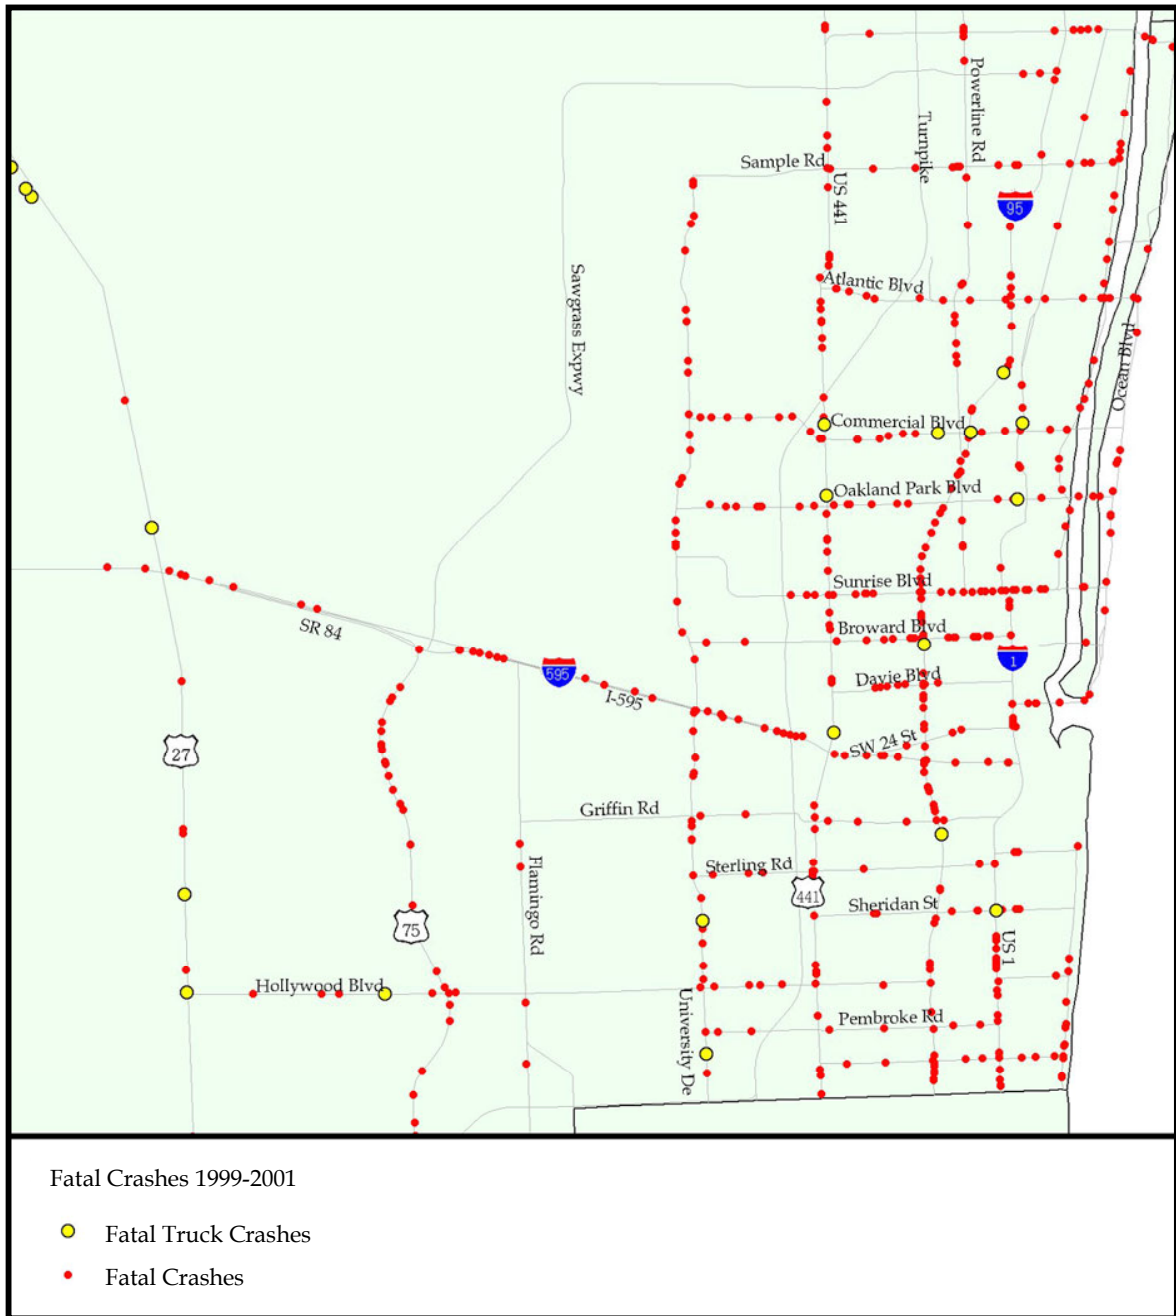 Powerline Rd
Turnpike
Sample Rd
US 441
95
Sawgrass Expwy
Atlantic Blvd
Ocean Blvd
Commercial Blvd
Oakland Park Blvd
Sunrise Blvd
SR 84
Broward Blvd
595
I-595
Davie Blvd
1
SW 24 St
27
Griffin Rd
Flamingo Rd
Sterling Rd
441
Sheridan St
75
US 1
Hollywood Blvd
University De
Pembroke Rd
Fatal Crashes 1999-2001
Fatal Truck Crashes
Fatal Crashes